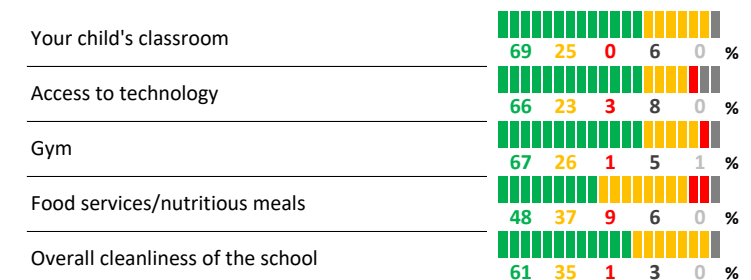 Your child's classroom
69 25 0 6 0 %
Access to technology
66 23 3 8 0 %
Gym
67 26 1 5 1 %
Food services/nutritious meals
48 37 9 6 0 %
Overall cleanliness of the school
61 35 1 3 0 %